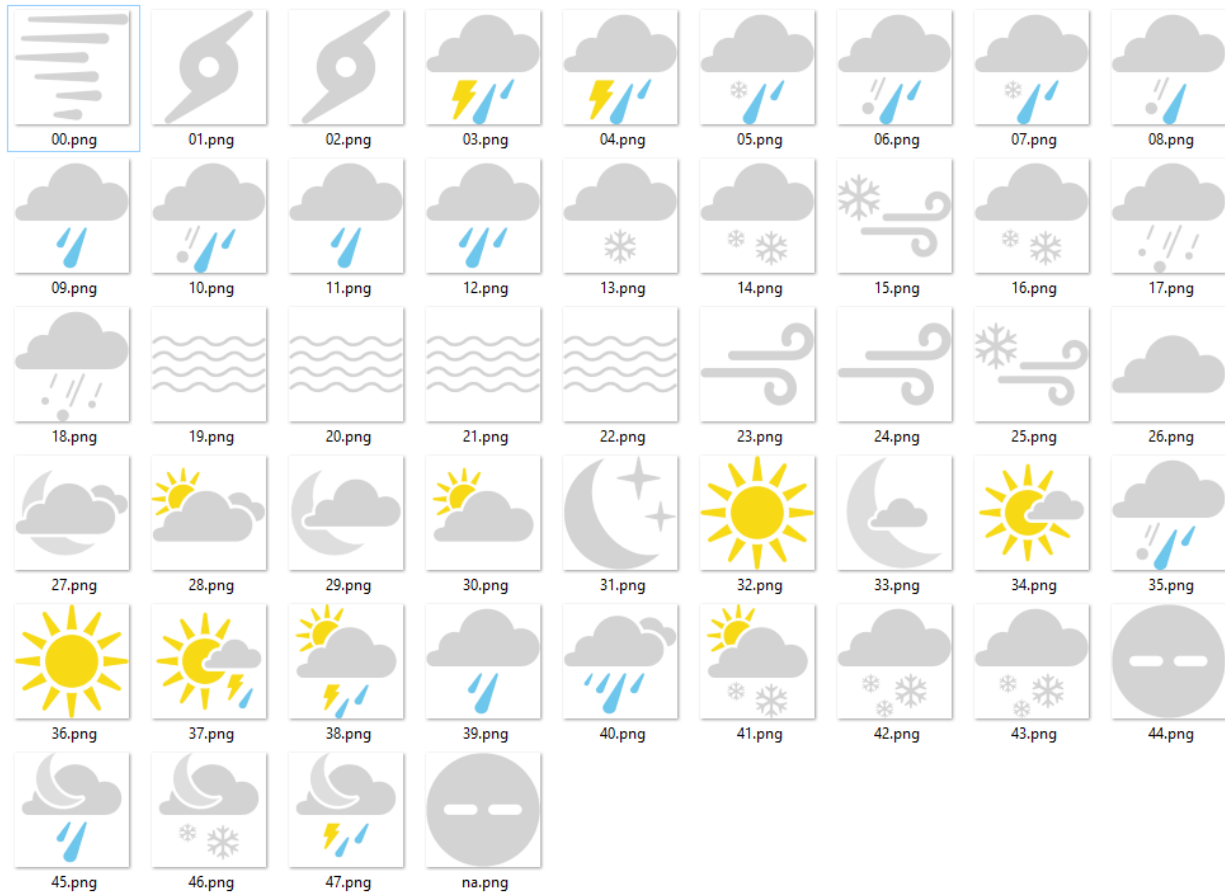 00.png 01.png 02.png 03.png 04.png 05.png 06.png 07.png 08.png
09.png 10.png 11.png 12.png 13.png 14.png 15.png 16.png 17.png
18.png 19.png 20.png 21.png 22.png 23.png 24.png 25.png 26.png
27.png 28.png 29.png 30.png 31.png 32.png 33.png 34.png 35.png
36.png 37.png 38.png 39.png 40.png 41.png 42.png 43.png 44.png
45.png 46.png 47.png na.png